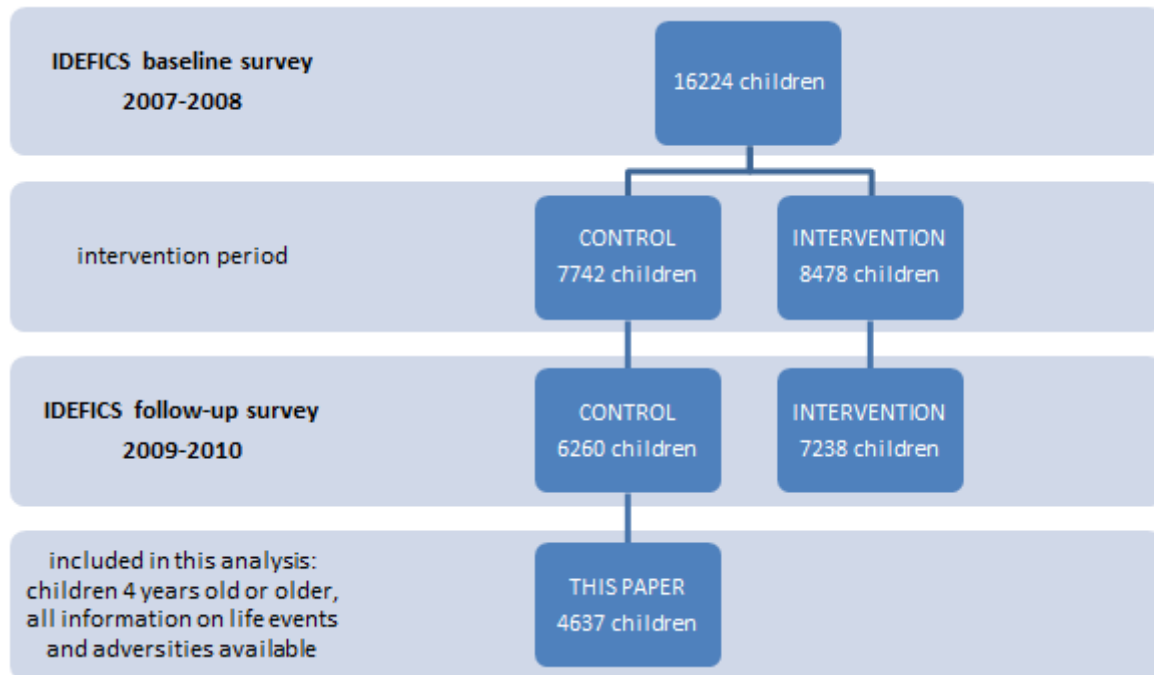 IDEFICS baseline survey
2007-2008
16224 children
intervention period
CONTROL
7742 children
INTERVENTION
8478 children
IDEFICS follow-up survey
2009-2010
CONTROL
6260 children
INTERVENTION
7238 children
included in this analysis:
children 4 years old or older,
all information on life events
and adversities available
THIS PAPER
4637 children